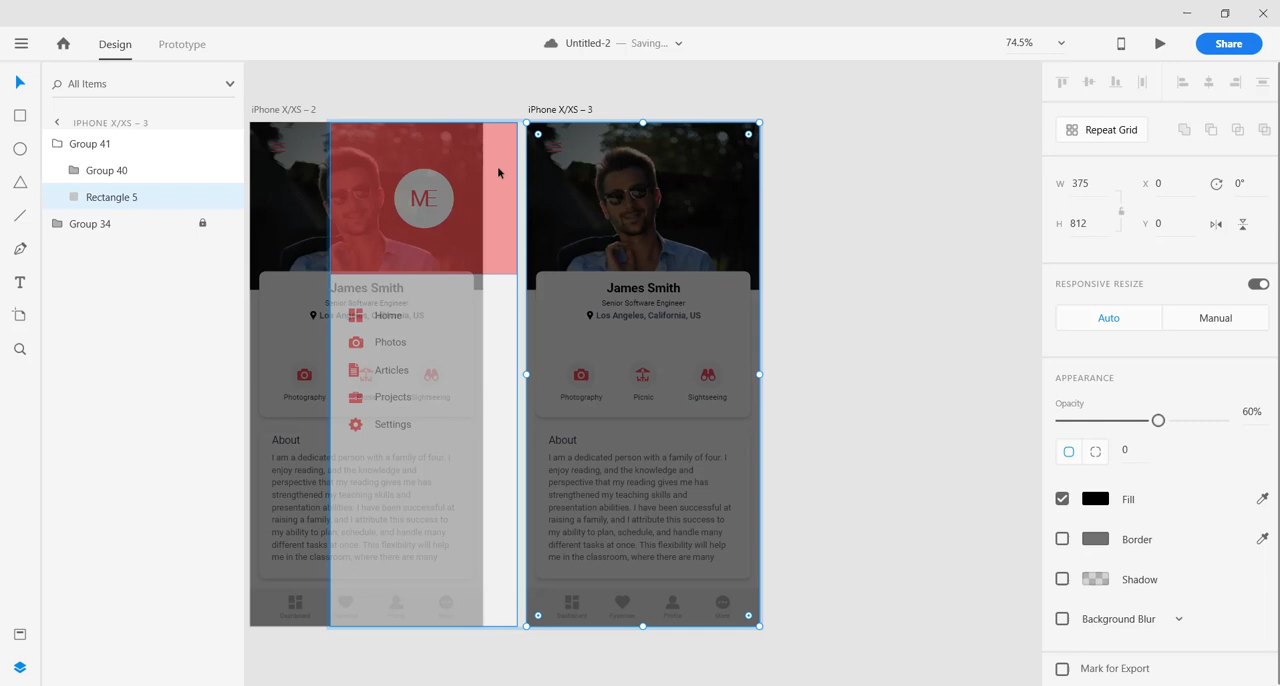 Design
Prototype
Untitled-2 — Saving...
74.5%
Share
All Items
IPHONE X/XS – 3
Group 41
Group 40
Rectangle 5
Group 34
iPhone X/XS – 2
ME
James Smith
Senior Software Engineer
Los Angeles, California, US
Home
Photos
Articles
Projects
Settings
Photography
Sightseeing
About
I am a dedicated person with a family of four. I
enjoy reading, and the knowledge and
perspective that my reading gives me has
strengthened my teaching skills and
presentation abilities. I have been successful at
raising a family, and I attribute this success to
my ability to plan, schedule, and handle many
different tasks at once. This flexibility will help
me in the classroom, where there are many
Dashboard
iPhone X/XS – 3
James Smith
Senior Software Engineer
Los Angeles, California, US
Photography
Picnic
Sightseeing
About
I am a dedicated person with a family of four. I
enjoy reading, and the knowledge and
perspective that my reading gives me has
strengthened my teaching skills and
presentation abilities. I have been successful at
raising a family, and I attribute this success to
my ability to plan, schedule, and handle many
different tasks at once. This flexibility will help
me in the classroom, where there are many
Dashboard
Favorites
Profile
More
Repeat Grid
W 375
X 0
0°
H 812
Y 0
RESPONSIVE RESIZE
Auto
Manual
APPEARANCE
Opacity
60%
0
Fill
Border
Shadow
Background Blur
Mark for Export